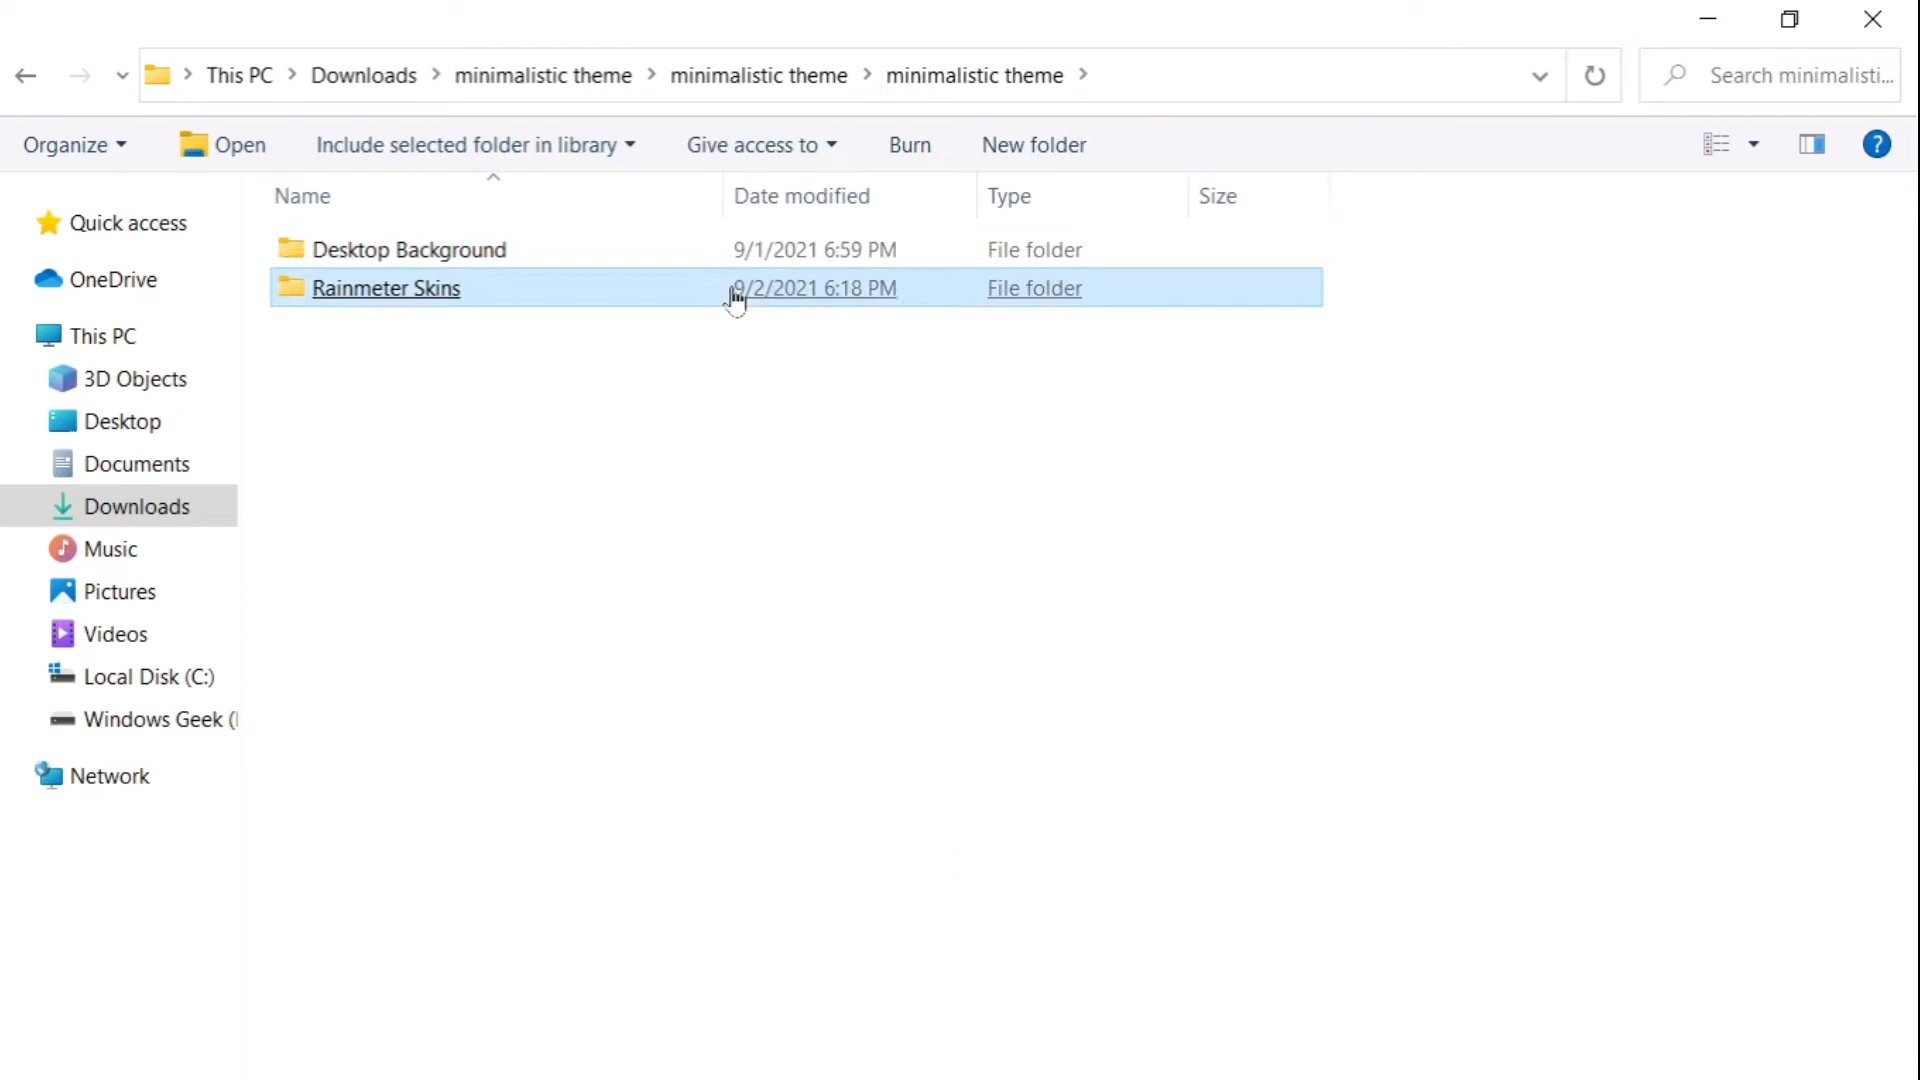 This PC Downloads minimalistic theme minimalistic theme minimalistic theme
Search minimalisti...
Organize Open Include selected folder in library Give access to Burn New folder
?
Name Date modified Type Size
Desktop Background 9/1/2021 6:59 PM File folder
Rainmeter Skins 9/2/2021 6:18 PM File folder
Quick access
OneDrive
This PC
3D Objects
Desktop
Documents
Downloads
Music
Pictures
Videos
Local Disk (C:)
Windows Geek (
Network